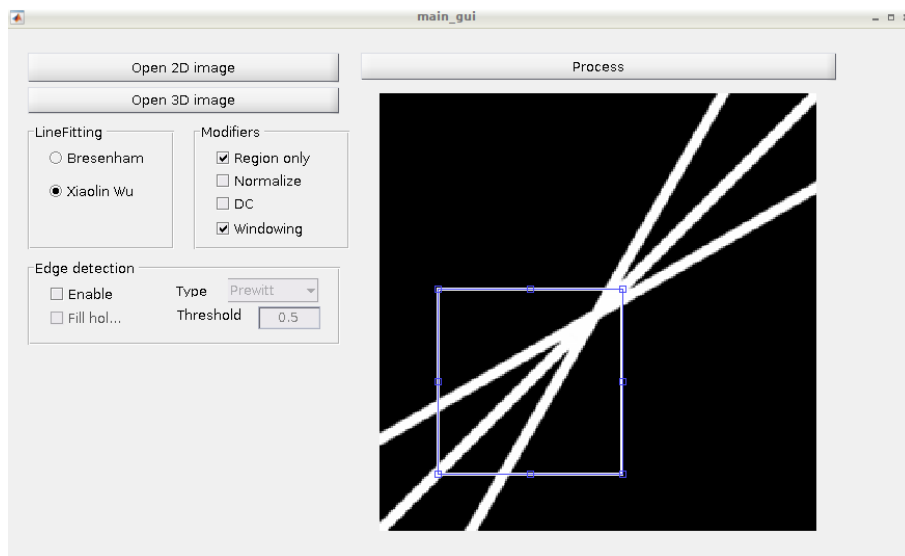 main_gui
Open 2D image
Process
Open 3D image
LineFitting
Modifiers
Bresenham
Region only
Normalize
Xiaolin Wu
DC
Windowing
Edge detection
Enable
Type
Prewitt
Fill hol...
Threshold
0.5